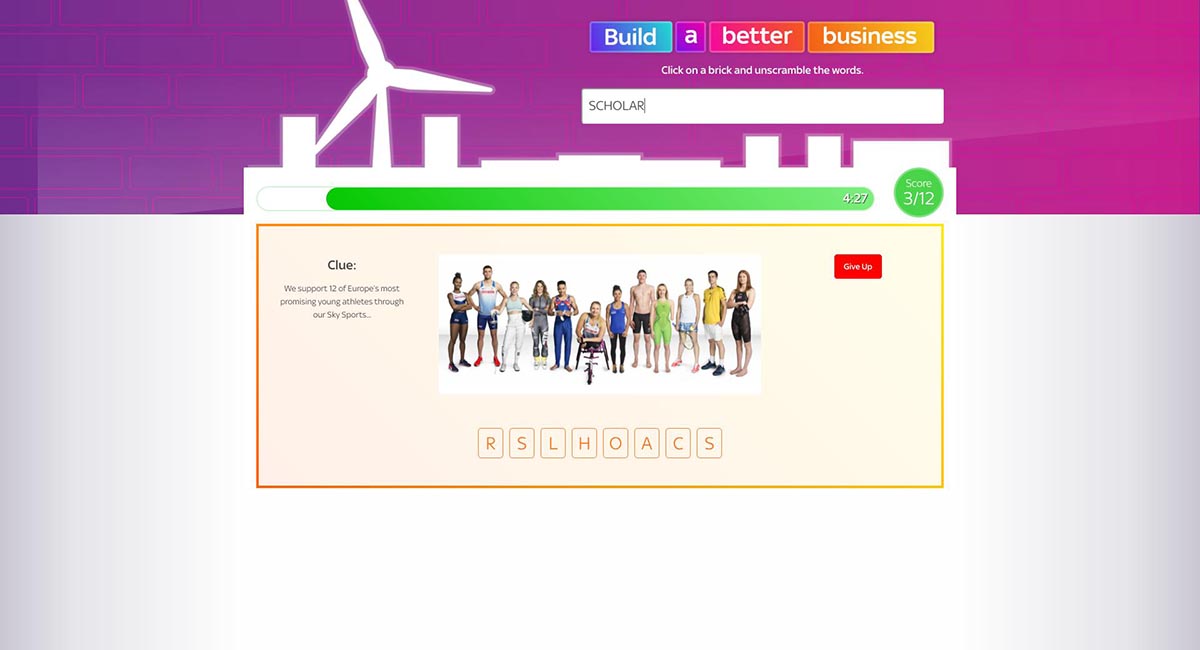 Build a better business
Click on a brick and unscramble the words.
SCHOLAR
4:27
Score
3/12
Clue:
We support 12 of Europe's most
promising young athletes through
our Sky Sports...
Give Up
R S L H O A C S